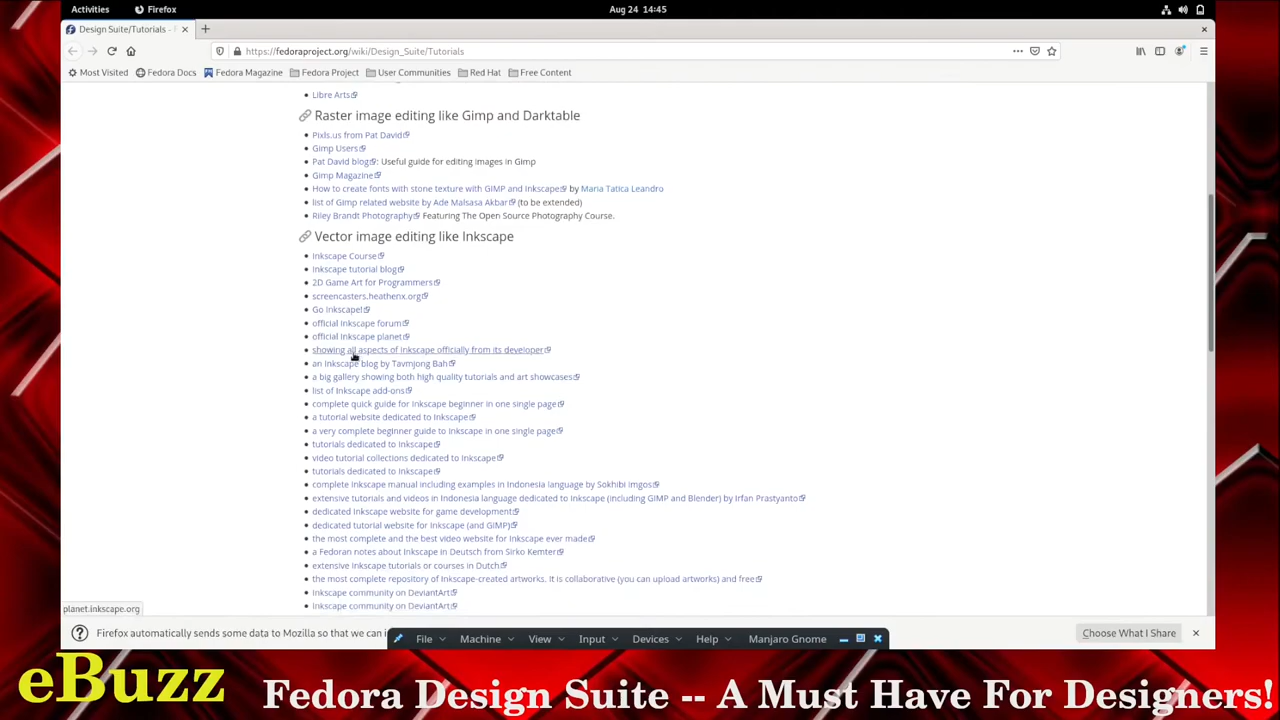 Activities
Firefox
Aug 24 14:45
Design Suite/Tutorials -
https://fedoraproject.org/wiki/Design_Suite/Tutorials
Most Visited
Fedora Docs
Fedora Magazine
Fedora Project
User Communities
Red Hat
Free Content
Libre Arts
Raster image editing like Gimp and Darktable
Pixls.us from Pat David
Gimp Users
Pat David blog: Useful guide for editing images in Gimp
Gimp Magazine
How to create fonts with stone texture with GIMP and Inkscape by Maria Tatica Leandro
list of Gimp related website by Ade Malsasa Akbar (to be extended)
Riley Brandt Photography Featuring The Open Source Photography Course.
Vector image editing like Inkscape
Inkscape Course
Inkscape tutorial blog
2D Game Art for Programmers
screencasters.heathenx.org
Go Inkscape!
official Inkscape forum
official Inkscape planet
showing all aspects of Inkscape officially from its developer
an Inkscape blog by Tavmjong Bah
a big gallery showing both high quality tutorials and art showcases
list of Inkscape add-ons
complete quick guide for Inkscape beginner in one single page
a tutorial website dedicated to Inkscape
a very complete beginner guide to Inkscape in one single page
tutorials dedicated to Inkscape
video tutorial collections dedicated to Inkscape
tutorials dedicated to Inkscape
complete Inkscape manual including examples in Indonesia language by Sokhibi Imgos
extensive tutorials and videos in Indonesia language dedicated to Inkscape (including GIMP and Blender) by Irfan Prastyanto
dedicated Inkscape website for game development
dedicated tutorial website for Inkscape (and GIMP)
the most complete and the best video website for Inkscape ever made
a Fedoran notes about Inkscape in Deutsch from Sirko Kemter
extensive inkscape tutorials or courses in Dutch
the most complete repository of Inkscape-created artworks. It is collaborative (you can upload artworks) and free
Inkscape community on DeviantArt
Inkscape community on DeviantArt
planet.inkscape.org
Firefox automatically sends some data to Mozilla so that we can i
Choose What I Share
File
Machine
View
Input
Devices
Help
Manjaro Gnome
eBuzz
Fedora Design Suite -- A Must Have For Designers!